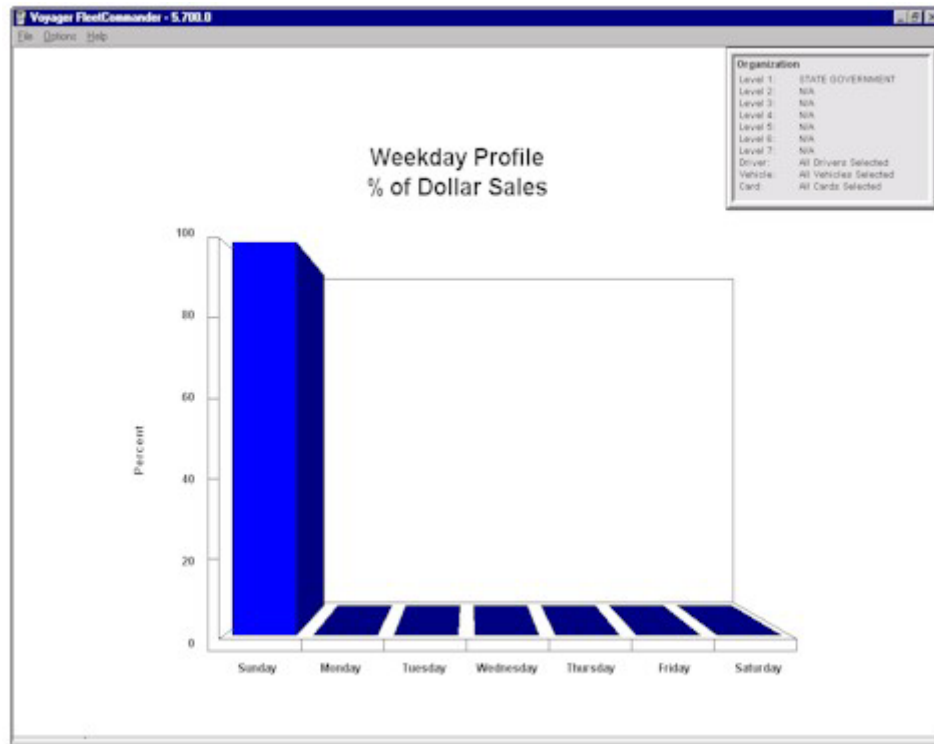 Voyager FleetCommander - 5.700.0
File Options Help
Organization
Level 1: STATE GOVERNMENT
Level 2: N/A
Level 3: N/A
Level 4: N/A
Level 5: N/A
Level 6: N/A
Level 7: N/A
Driver: All Drivers Selected
Vehicle: All Vehicles Selected
Card: All Cards Selected
Weekday Profile
% of Dollar Sales
100
80
60
40
20
0
Percent
Sunday Monday Tuesday Wednesday Thursday Friday Saturday